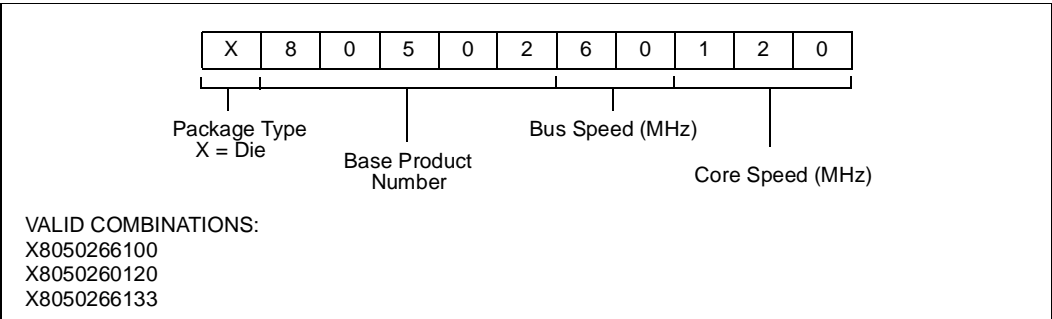 X 8 0 5 0 2 6 0 1 2 0
Package Type
X = Die
Base Product
Number
Bus Speed (MHz)
Core Speed (MHz)
VALID COMBINATIONS:
X8050266100
X8050260120
X8050266133